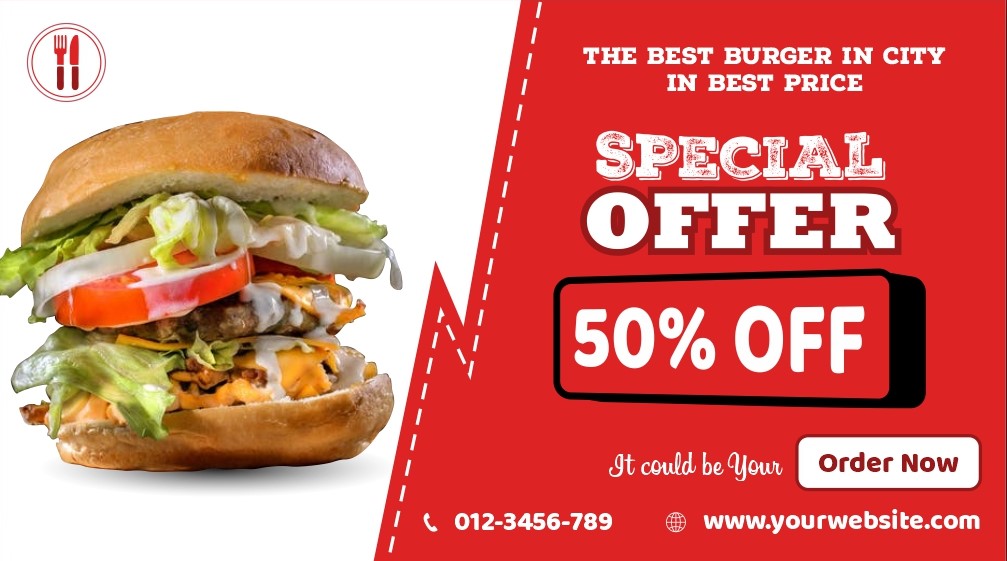 THE BEST BURGER IN CITY
IN BEST PRICE
SPECIAL
OFFER
50% OFF
It could be Your
Order Now
012-3456-789
www.yourwebsite.com